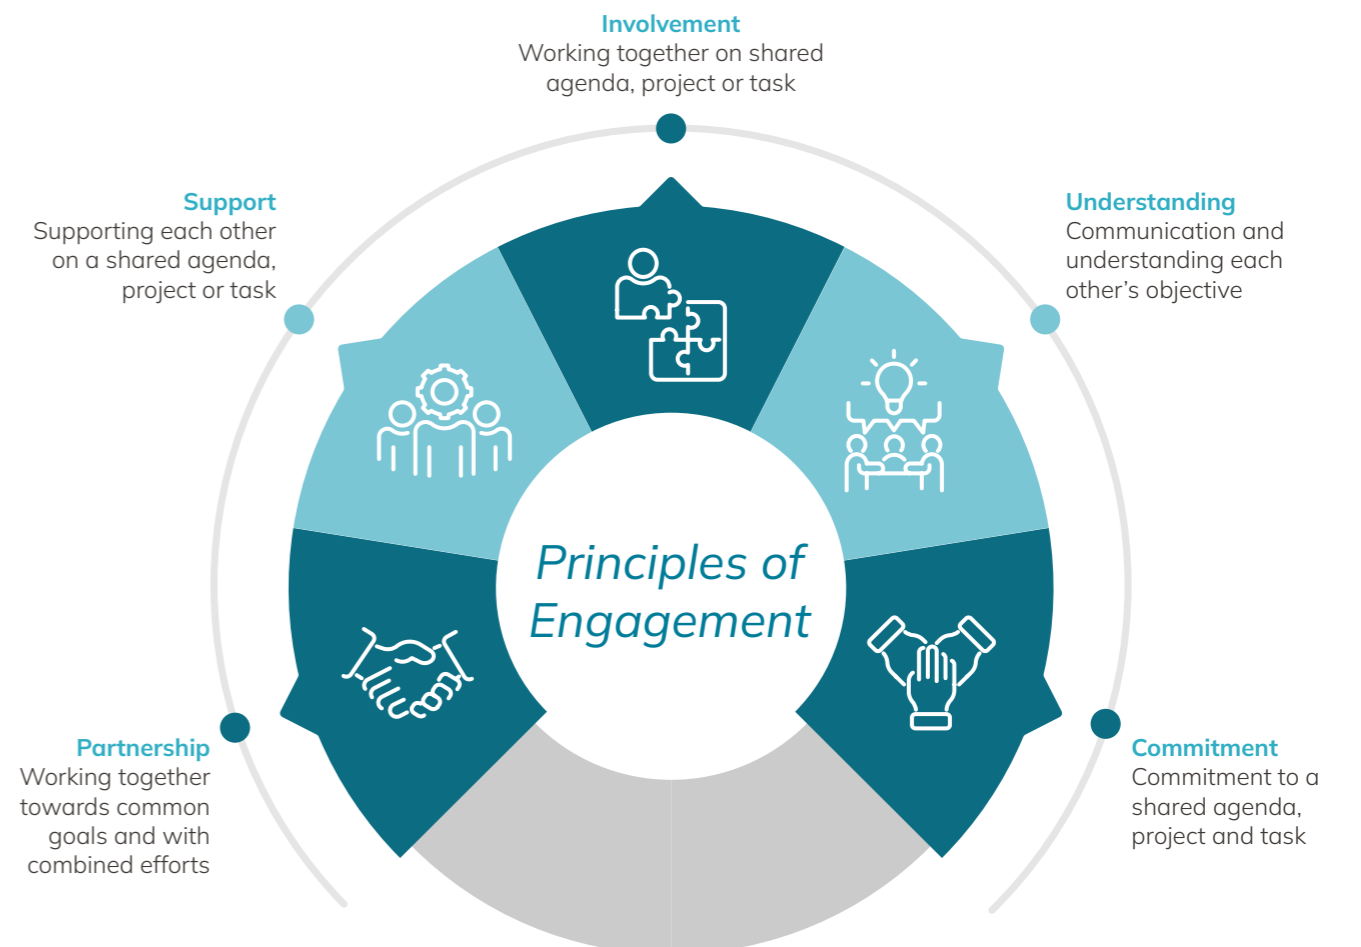 Involvement
Working together on shared
agenda, project or task
Support
Supporting each other
on a shared agenda,
project or task
Understanding
Communication and
understanding each
other’s objective
Principles of
Engagement
Partnership
Working together
towards common
goals and with
combined efforts
Commitment
Commitment to a
shared agenda,
project and task